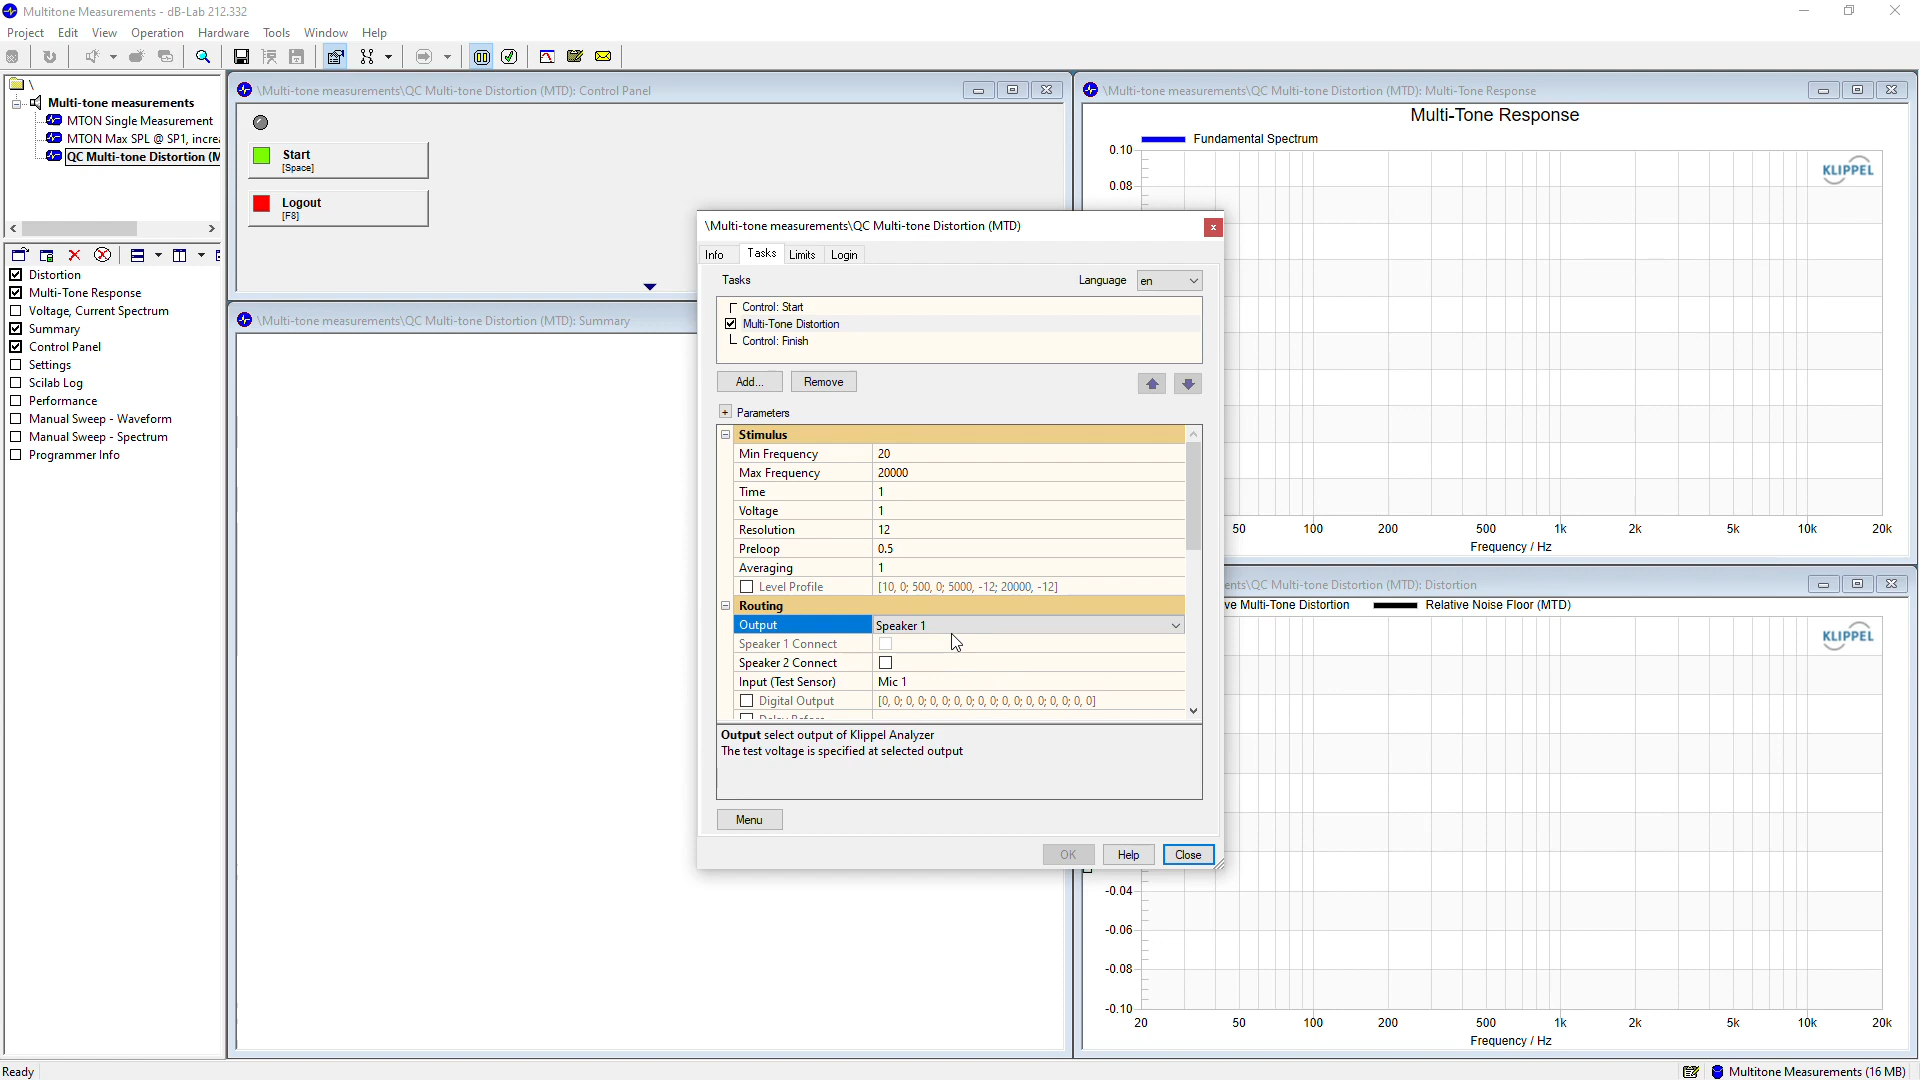 Multitone Measurements - dB-Lab 212.332
Project Edit View Operation Hardware Tools Window Help
\
Multi-tone measurements
MTON Single Measurement
MTON Max SPL @ SP1, incre
QC Multi-tone Distortion (M
Distortion
Multi-Tone Response
Voltage, Current Spectrum
Summary
Control Panel
Settings
Scilab Log
Performance
Manual Sweep - Waveform
Manual Sweep - Spectrum
Programmer Info
\Multi-tone measurements\QC Multi-tone Distortion (MTD): Control Panel
Start
[Space]
Logout
[F8]
\Multi-tone measurements\QC Multi-tone Distortion (MTD): Summary
\Multi-tone measurements\QC Multi-tone Distortion (MTD)
Info Tasks Limits Login
Tasks Language en
Control: Start
Multi-Tone Distortion
Control: Finish
Add... Remove
Parameters
Stimulus
Min Frequency 20
Max Frequency 20000
Time 1
Voltage 1
Resolution 12
Preloop 0.5
Averaging 1
Level Profile [10, 0; 500, 0; 5000, -12; 20000, -12]
Routing
Output Speaker 1
Speaker 1 Connect
Speaker 2 Connect
Input (Test Sensor) Mic 1
Digital Output [0, 0; 0, 0; 0, 0; 0, 0; 0, 0; 0, 0; 0, 0; 0, 0; 0, 0]
Output select output of Klippel Analyzer
The test voltage is specified at selected output
Menu
OK Help Close
\Multi-tone measurements\QC Multi-tone Distortion (MTD): Multi-Tone Response
Multi-Tone Response
Fundamental Spectrum
KLIPPEL
0.10
0.08
50 100 200 500 1k 2k 5k 10k 20k
Frequency / Hz
ents\QC Multi-tone Distortion (MTD): Distortion
ve Multi-Tone Distortion Relative Noise Floor (MTD)
KLIPPEL
-0.04
-0.06
-0.08
-0.10
20 50 100 200 500 1k 2k 5k 10k 20k
Frequency / Hz
Ready
Multitone Measurements (16 MB)